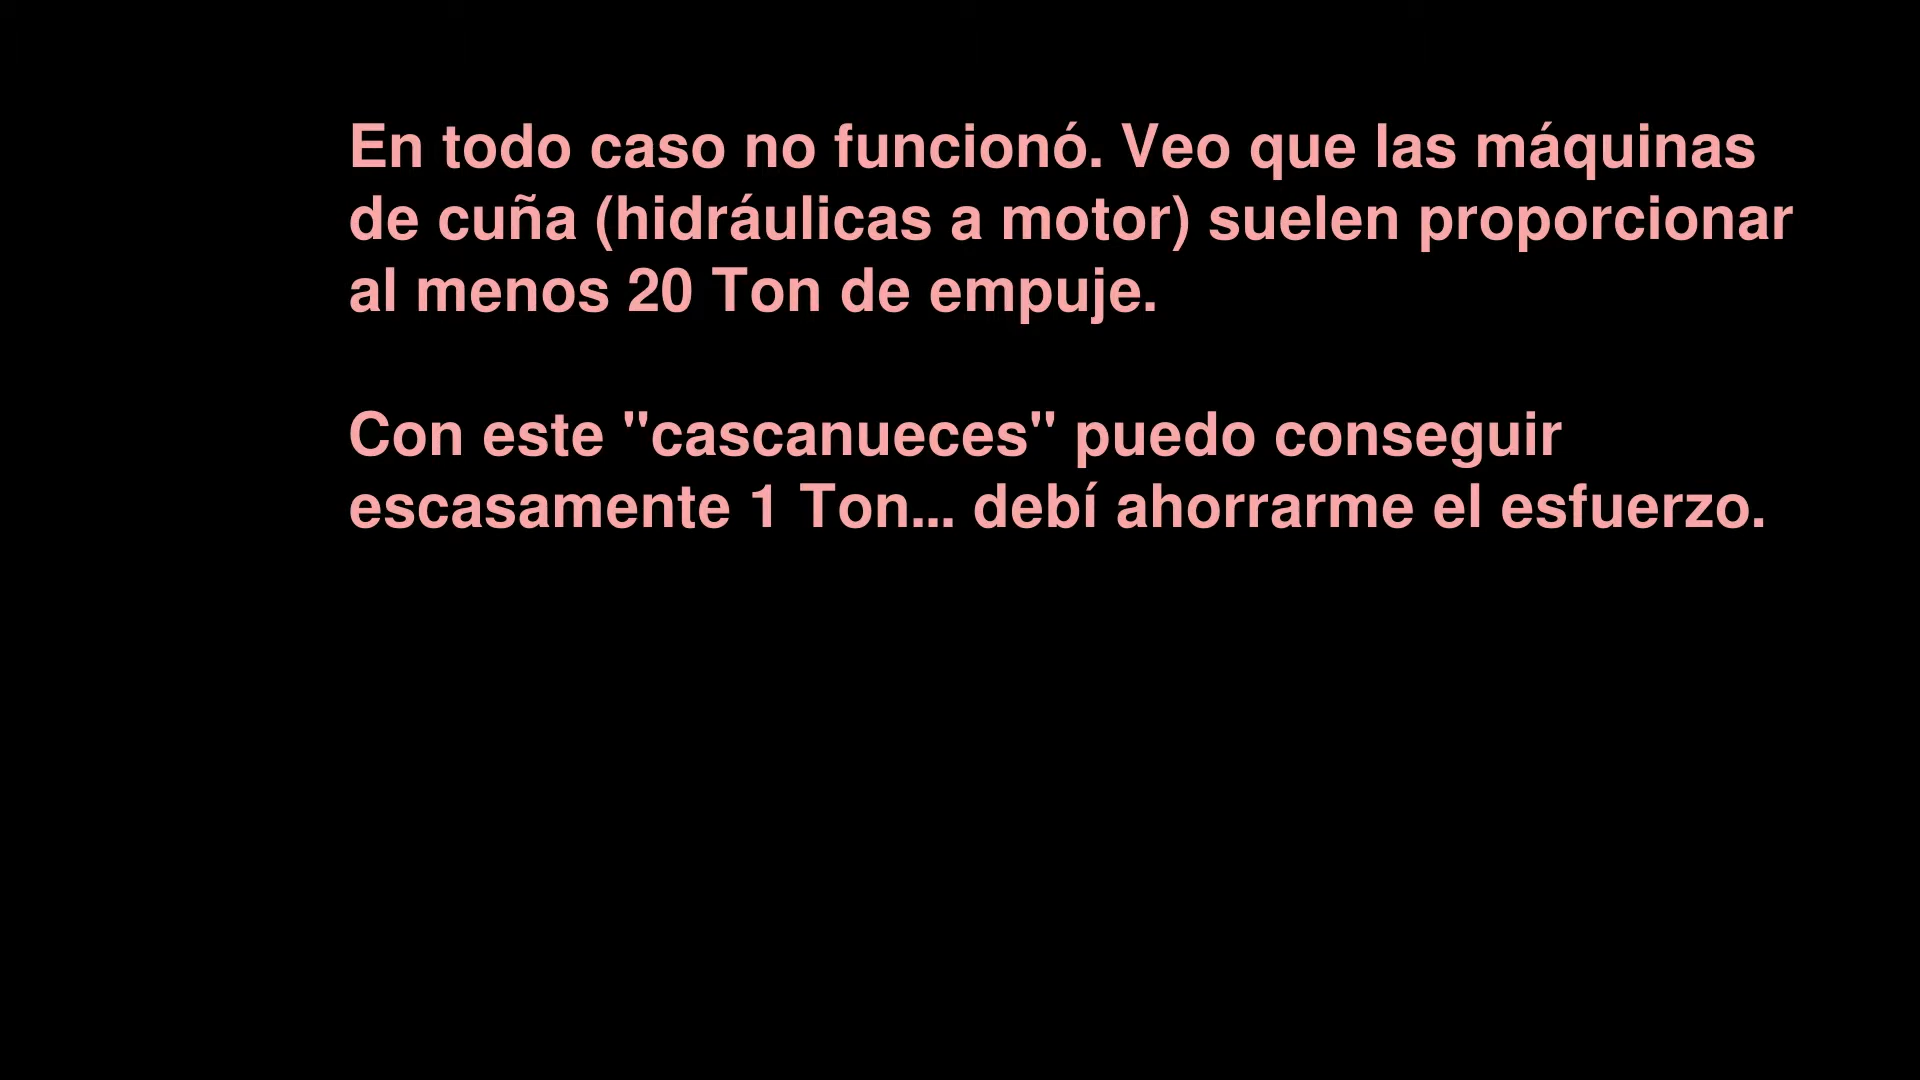 En todo caso no funcionó. Veo que las máquinas
de cuña (hidráulicas a motor) suelen proporcionar
al menos 20 Ton de empuje.
Con este "cascanueces" puedo conseguir
escasamente 1 Ton... debí ahorrarme el esfuerzo.